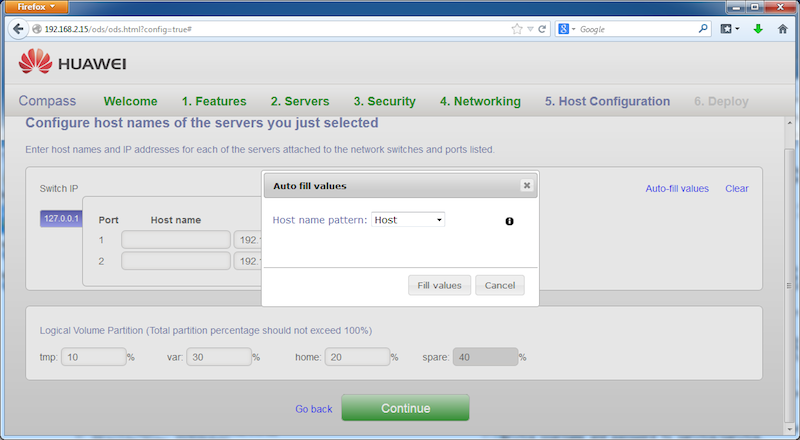 Firefox
192.168.2.15/ods/ods.html?config=true#
Google
HUAWEI
Compass Welcome 1. Features 2. Servers 3. Security 4. Networking 5. Host Configuration 6. Deploy
Configure host names of the servers you just selected
Enter host names and IP addresses for each of the servers attached to the network switches and ports listed.
Switch IP
Auto-fill values Clear
127.0.0.1
Port Host name
1 192.1
2 192.1
Auto fill values
Host name pattern: Host
Fill values Cancel
Logical Volume Partition (Total partition percentage should not exceed 100%)
tmp: 10 % var: 30 % home: 20 % spare: 40 %
Go back Continue